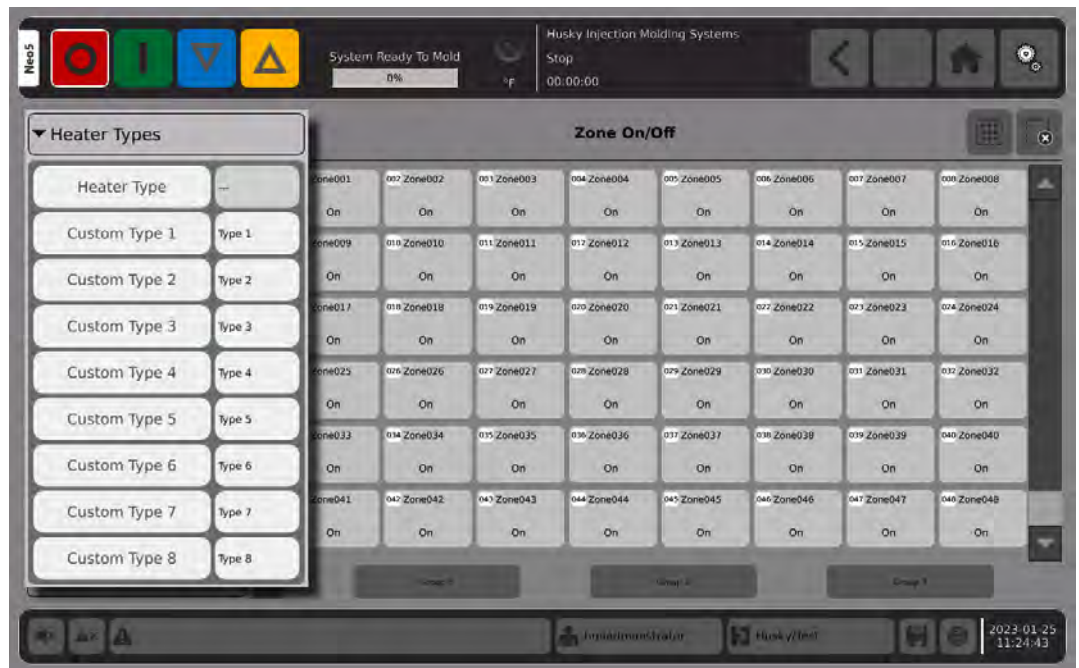 Neo5
System Ready To Mold
0%
°F
Husky Injection Molding Systems
Stop
00:00:00
Heater Types
Zone On/Off
Heater Type --
Custom Type 1 Type 1
Custom Type 2 Type 2
Custom Type 3 Type 3
Custom Type 4 Type 4
Custom Type 5 Type 5
Custom Type 6 Type 6
Custom Type 7 Type 7
Custom Type 8 Type 8
Zone001 002 Zone002 003 Zone003 004 Zone004 005 Zone005 006 Zone006 007 Zone007 008 Zone008
On On On On On On On On
Zone009 010 Zone010 011 Zone011 012 Zone012 013 Zone013 014 Zone014 015 Zone015 016 Zone016
On On On On On On On On
Zone017 018 Zone018 019 Zone019 020 Zone020 021 Zone021 022 Zone022 023 Zone023 024 Zone024
On On On On On On On On
Zone025 026 Zone026 027 Zone027 028 Zone028 029 Zone029 030 Zone030 031 Zone031 032 Zone032
On On On On On On On On
Zone033 034 Zone034 035 Zone035 036 Zone036 037 Zone037 038 Zone038 039 Zone039 040 Zone040
On On On On On On On On
Zone041 042 Zone042 043 Zone043 044 Zone044 045 Zone045 046 Zone046 047 Zone047 048 Zone048
On On On On On On On On
Husky/Test
2023-01-25
11:24:43